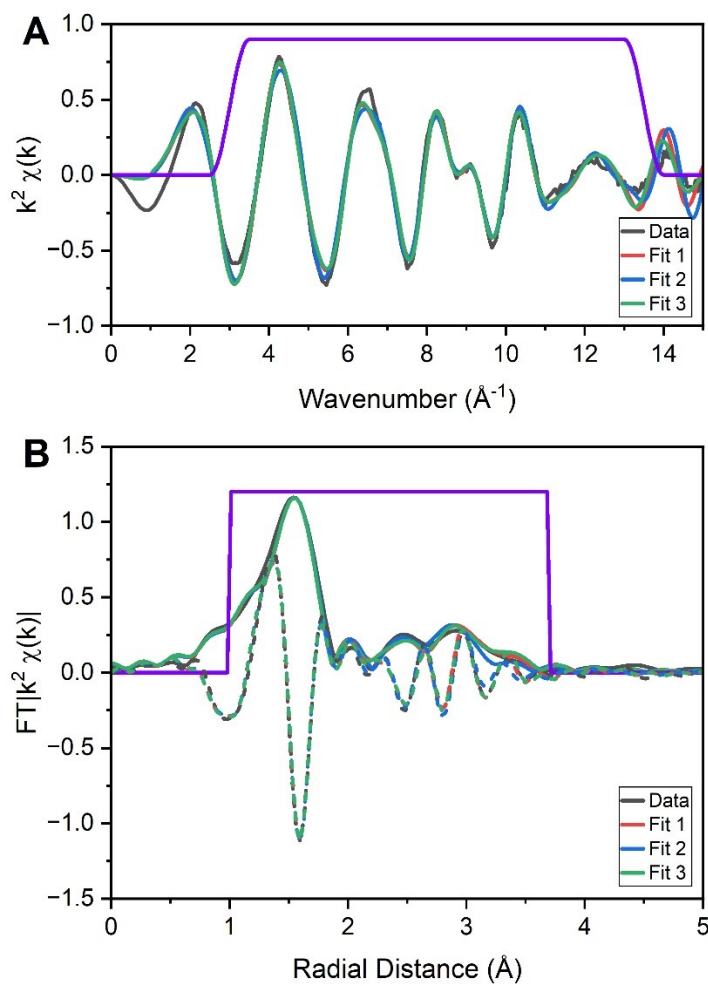 A
1.0
0.5
0.0
−0.5
−1.0
k² χ(k)
Data
Fit 1
Fit 2
Fit 3
0 2 4 6 8 10 12 14
Wavenumber (Å⁻¹)
B
1.5
1.0
0.5
0.0
−0.5
−1.0
−1.5
FT|k² χ(k)|
Data
Fit 1
Fit 2
Fit 3
0 1 2 3 4 5
Radial Distance (Å)